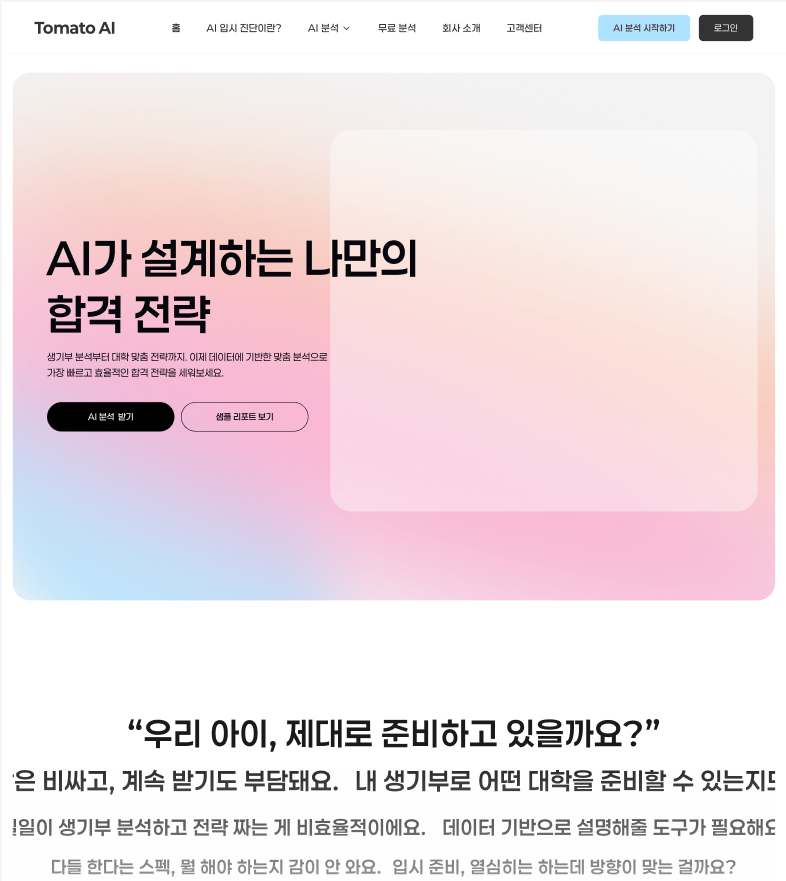 Tomato AI
홈
AI 입시 진단이란?
AI 분석
무료 분석
회사 소개
고객센터
AI 분석 시작하기
로그인
AI가 설계하는 나만의
합격 전략
생기부 분석부터 대학 맞춤 전략까지. 이제 데이터에 기반한 맞춤 분석으로
가장 빠르고 효율적인 합격 전략을 세워보세요.
AI 분석 받기
샘플 리포트 보기
“우리 아이, 제대로 준비하고 있을까요?”
은 비싸고, 계속 받기도 부담돼요. 내 생기부로 어떤 대학을 준비할 수 있는지
일일이 생기부 분석하고 전략 짜는 게 비효율적이에요. 데이터 기반으로 설명해줄 도구가 필요해요
다들 한다는 스펙, 뭘 해야 하는지 감이 안 와요. 입시 준비, 열심히는 하는데 방향이 맞는 걸까요?